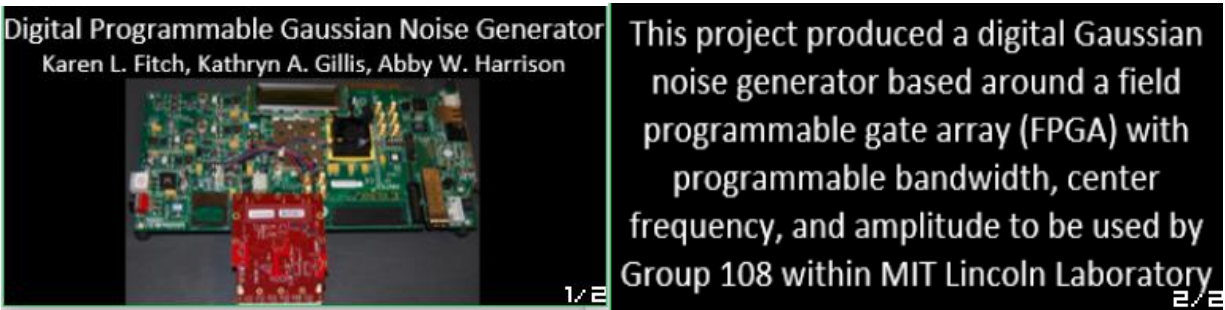 Digital Programmable Gaussian Noise Generator
Karen L. Fitch, Kathryn A. Gillis, Abby W. Harrison
1/2
This project produced a digital Gaussian
noise generator based around a field
programmable gate array (FPGA) with
programmable bandwidth, center
frequency, and amplitude to be used by
Group 108 within MIT Lincoln Laboratory
2/2